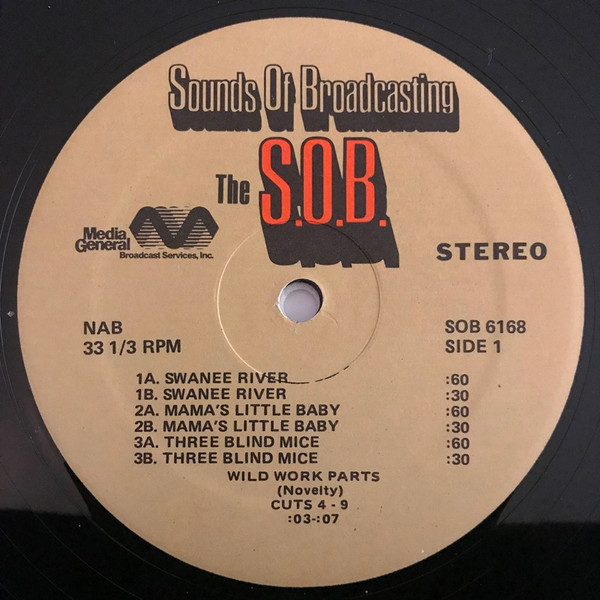 Sounds Of Broadcasting
The S.O.B.
Media General
Broadcast Services, Inc.
STEREO
NAB
33 1/3 RPM
SOB 6168
SIDE 1
1A. SWANEE RIVER :60
1B. SWANEE RIVER :30
2A. MAMA'S LITTLE BABY :60
2B. MAMA'S LITTLE BABY :30
3A. THREE BLIND MICE :60
3B. THREE BLIND MICE :30
WILD WORK PARTS
(Novelty)
CUTS 4 - 9
:03-:07